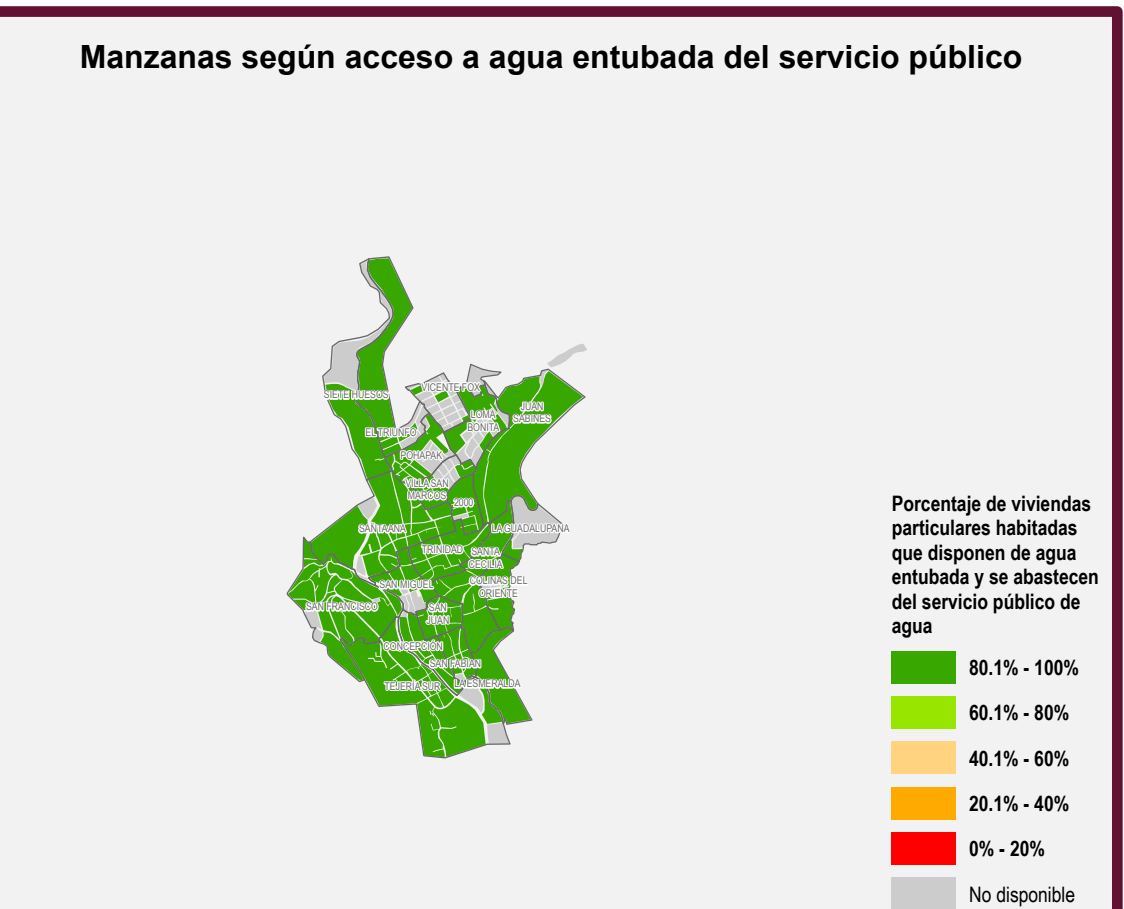 Manzanas según acceso a agua entubada del servicio público
VICENTE FOX
SIETE HUESOS
JUAN
SABINES
LOMA
BONITA
EL TRIUNFO
POHAPAK
VILLA SAN
MARCOS
2000
SANTA ANA
LA GUADALUPANA
TRINIDAD
SANTA
CECILIA
SAN MIGUEL
COLINAS DEL
ORIENTE
SAN FRANCISCO
SAN
JUAN
CONCEPCIÓN
SAN FABIAN
TEJERÍA SUR
LA ESMERALDA
Porcentaje de viviendas
particulares habitadas
que disponen de agua
entubada y se abastecen
del servicio público de
agua
80.1% - 100%
60.1% - 80%
40.1% - 60%
20.1% - 40%
0% - 20%
No disponible